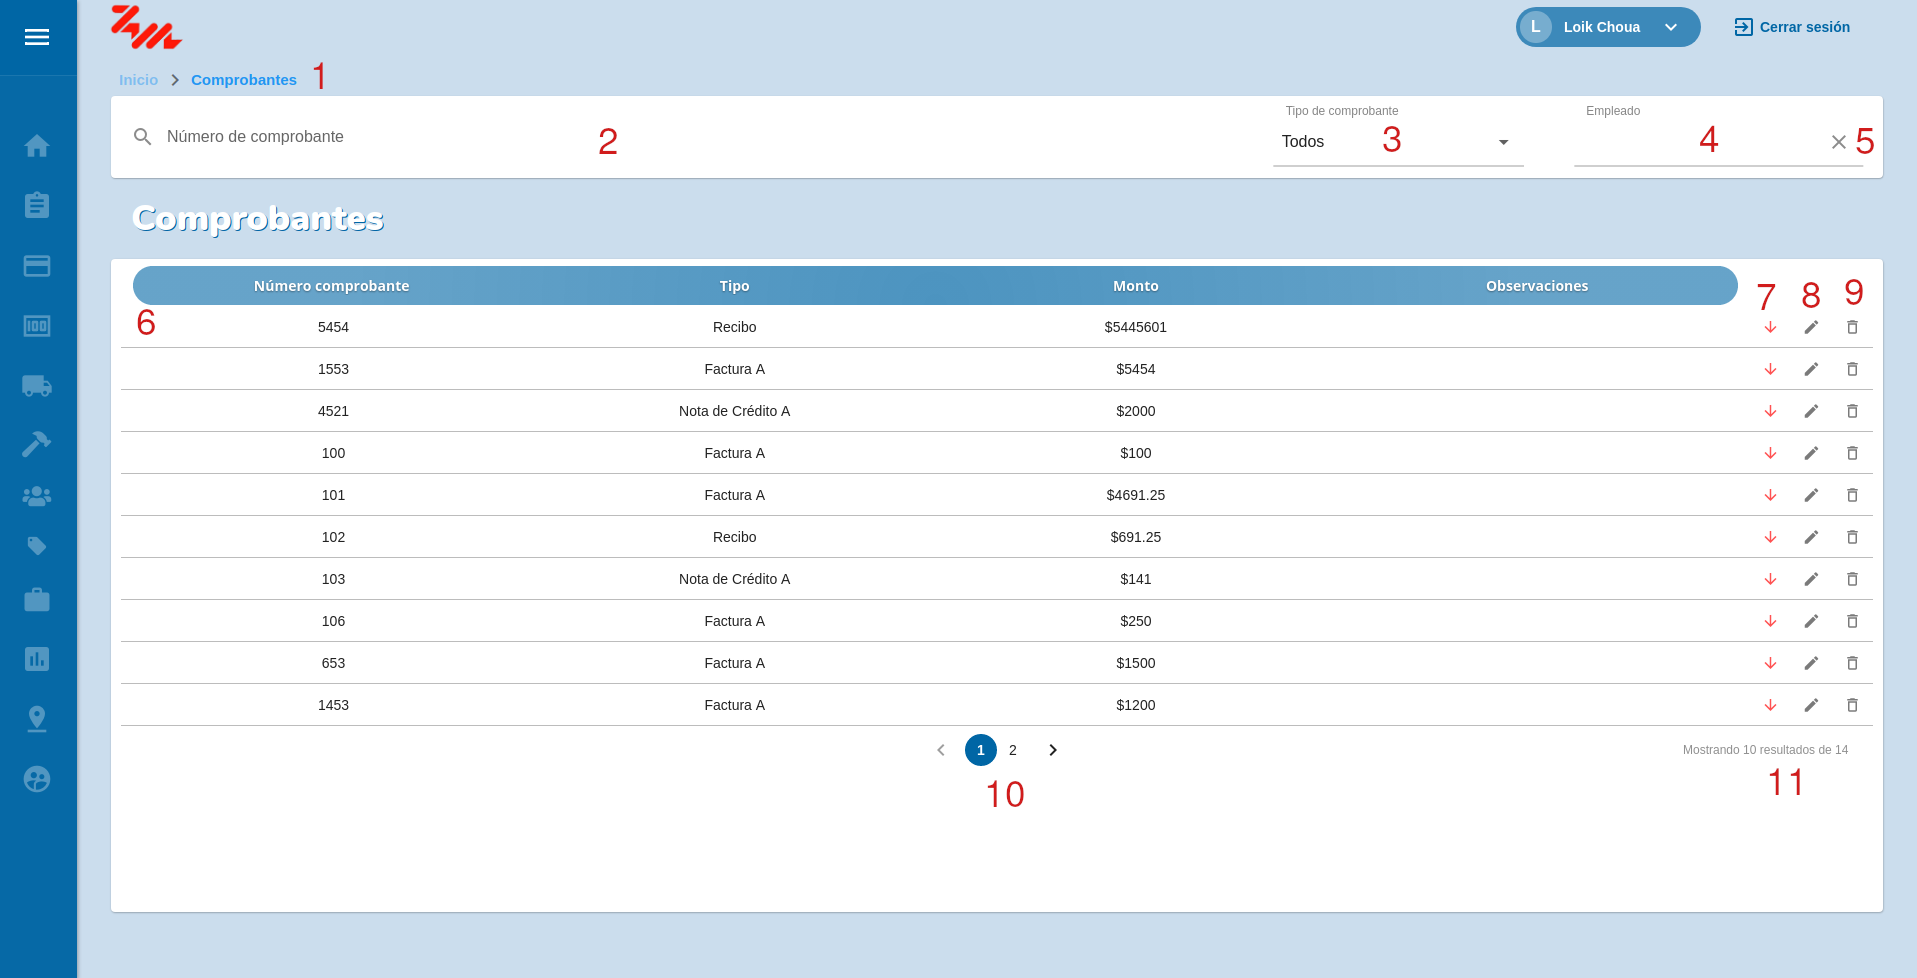 L Loik Choua Cerrar sesión
Inicio > Comprobantes 1
Número de comprobante 2
Tipo de comprobante
Todos 3
Empleado
4 5
Comprobantes
Número comprobante Tipo Monto Observaciones
6 7 8 9
5454 Recibo $5445601
1553 Factura A $5454
4521 Nota de Crédito A $2000
100 Factura A $100
101 Factura A $4691.25
102 Recibo $691.25
103 Nota de Crédito A $141
106 Factura A $250
653 Factura A $1500
1453 Factura A $1200
1 2 Mostrando 10 resultados de 14
10 11